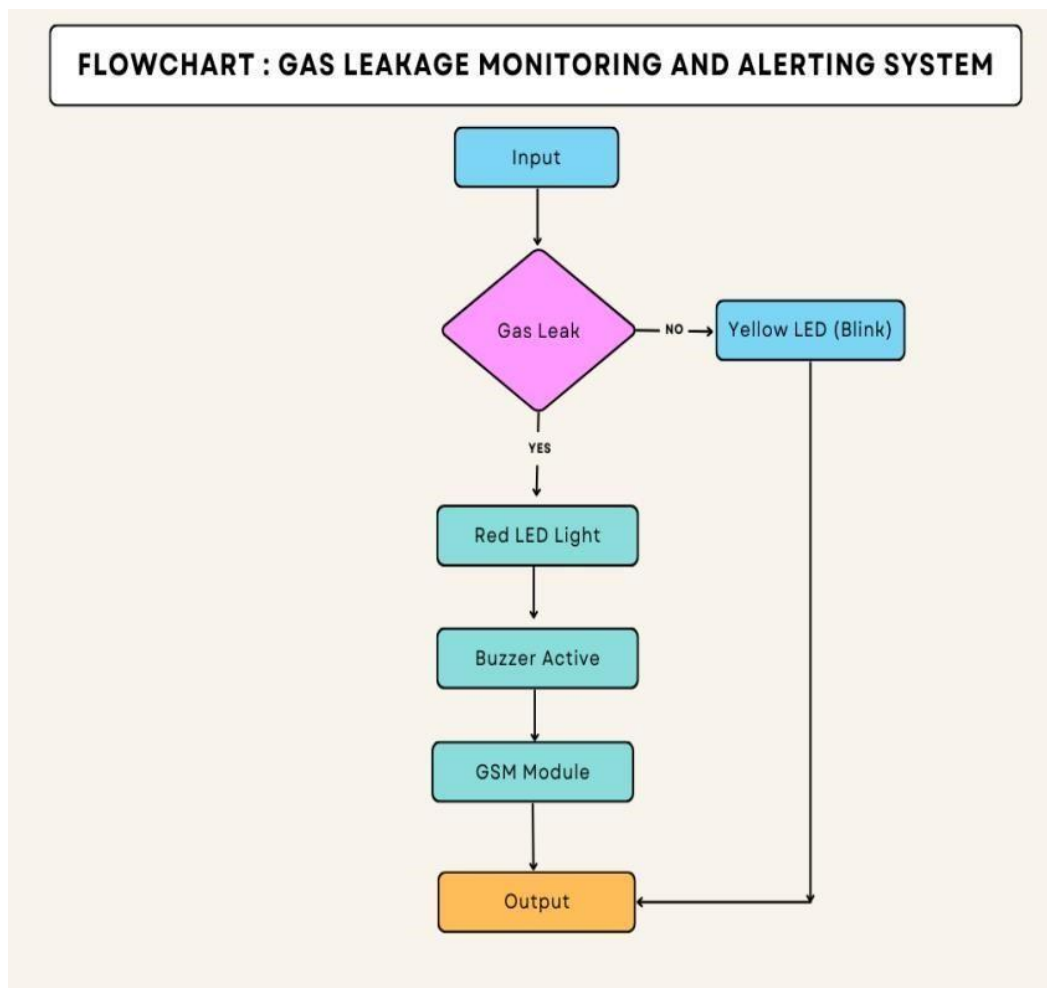 FLOWCHART : GAS LEAKAGE MONITORING AND ALERTING SYSTEM
Input
Gas Leak
NO
Yellow LED (Blink)
YES
Red LED Light
Buzzer Active
GSM Module
Output